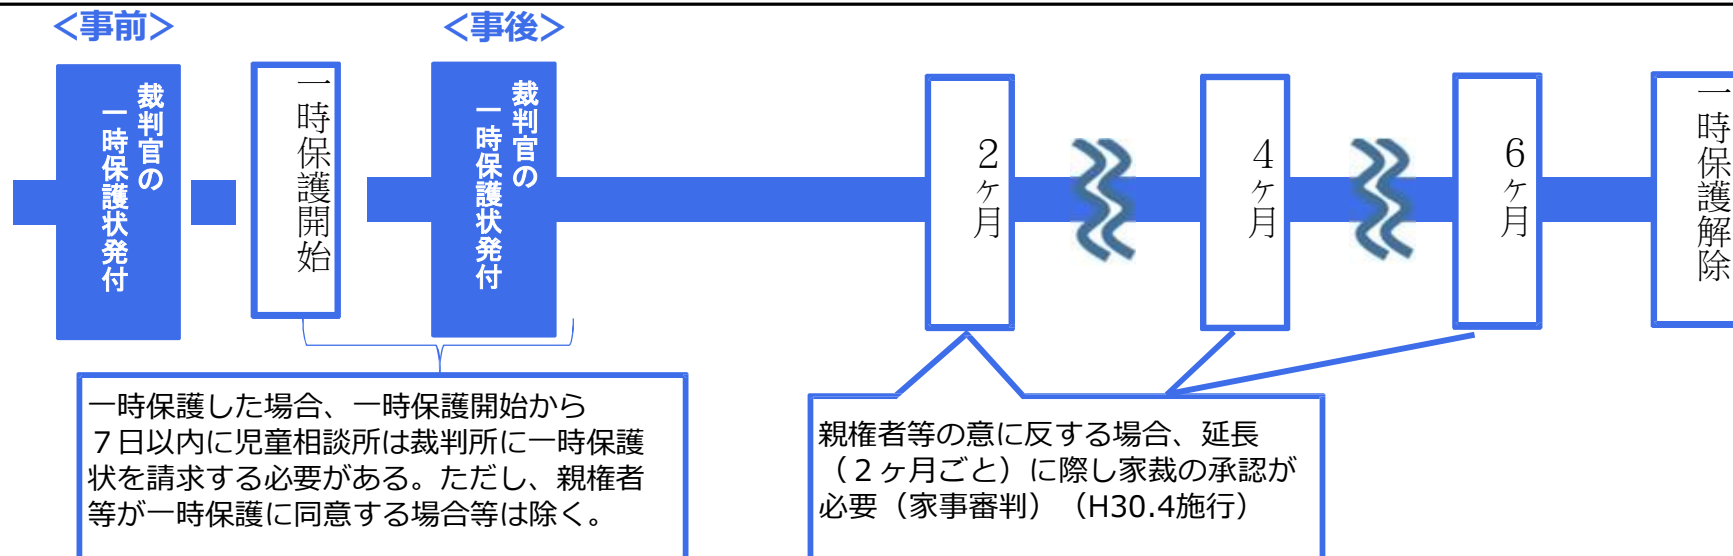 ＜事前＞
＜事後＞
裁判官の
一時保護状発付
一時保護開始
裁判官の
一時保護状発付
２ヶ月
４ヶ月
６ヶ月
一時保護解除
一時保護した場合、一時保護開始から
７日以内に児童相談所は裁判所に一時保護
状を請求する必要がある。ただし、親権者
等が一時保護に同意する場合等は除く。
親権者等の意に反する場合、延長
（２ヶ月ごと）に際し家裁の承認が
必要（家事審判）（H30.4施行）